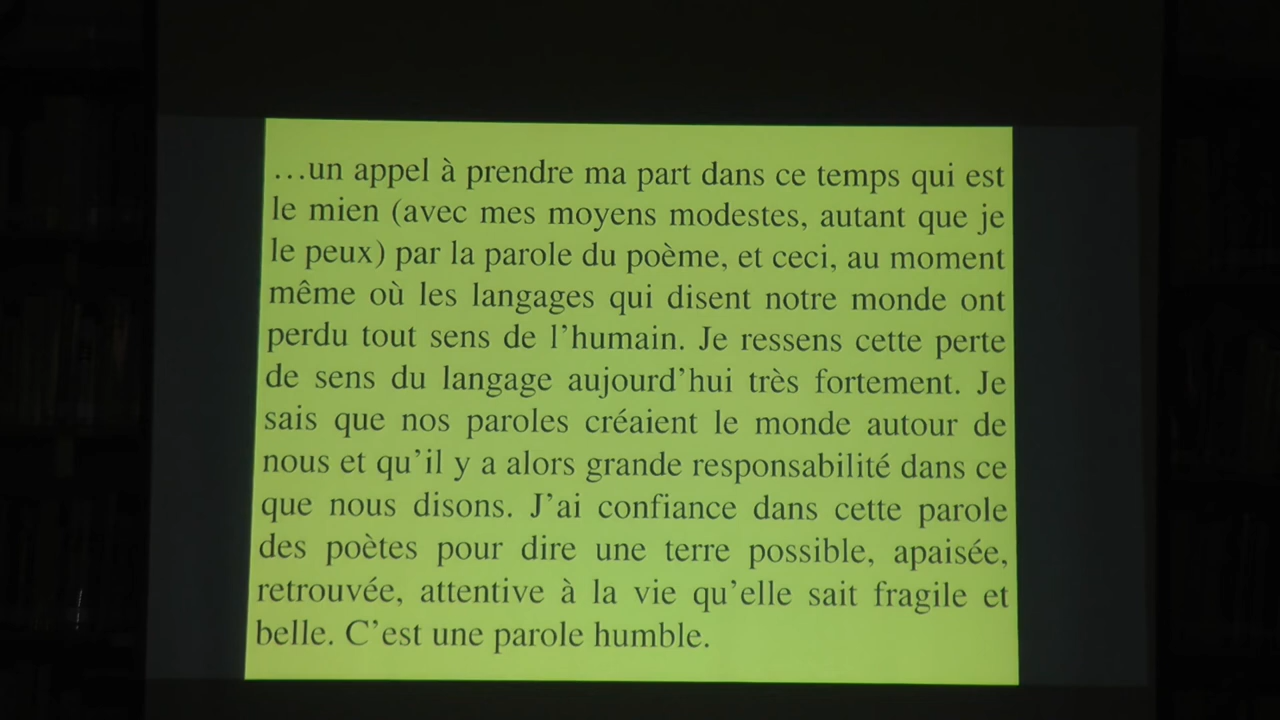 …un appel à prendre ma part dans ce temps qui est
le mien (avec mes moyens modestes, autant que je
le peux) par la parole du poème, et ceci, au moment
même où les langages qui disent notre monde ont
perdu tout sens de l’humain. Je ressens cette perte
de sens du langage aujourd’hui très fortement. Je
sais que nos paroles créaient le monde autour de
nous et qu’il y a alors grande responsabilité dans ce
que nous disons. J’ai confiance dans cette parole
des poètes pour dire une terre possible, apaisée,
retrouvée, attentive à la vie qu’elle sait fragile et
belle. C’est une parole humble.